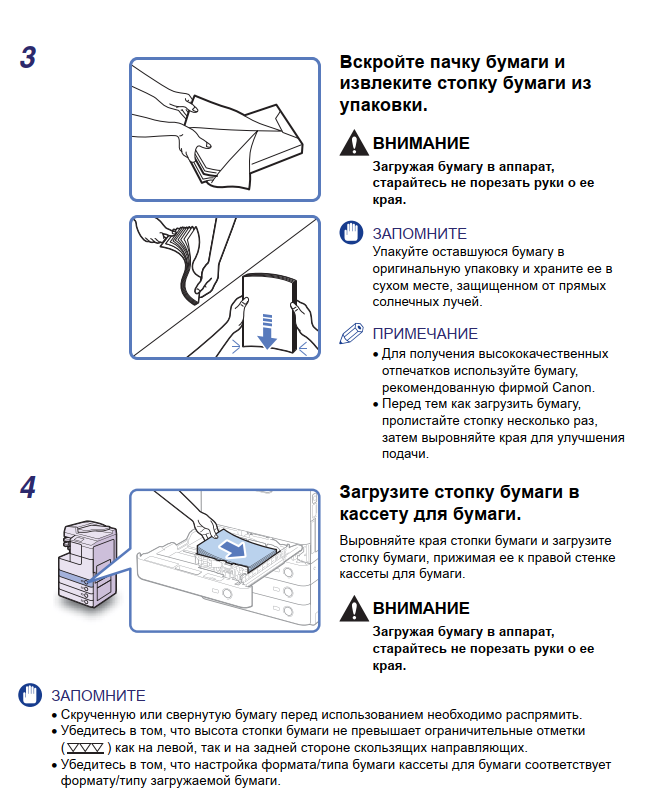 3
Вскройте пачку бумаги и
извлеките стопку бумаги из
упаковки.
ВНИМАНИЕ
Загружая бумагу в аппарат,
старайтесь не порезать руки о ее
края.
ЗАПОМНИТЕ
Упакуйте оставшуюся бумагу в
оригинальную упаковку и храните ее в
сухом месте, защищенном от прямых
солнечных лучей.
ПРИМЕЧАНИЕ
• Для получения высококачественных
отпечатков используйте бумагу,
рекомендованную фирмой Canon.
• Перед тем как загрузить бумагу,
пролистайте стопку несколько раз,
затем выровняйте края для улучшения
подачи.
4
Загрузите стопку бумаги в
кассету для бумаги.
Выровняйте края стопки бумаги и загрузите
стопку бумаги, прижимая ее к правой стенке
кассеты для бумаги.
ВНИМАНИЕ
Загружая бумагу в аппарат,
старайтесь не порезать руки о ее
края.
ЗАПОМНИТЕ
• Скрученную или свернутую бумагу перед использованием необходимо распрямить.
• Убедитесь в том, что высота стопки бумаги не превышает ограничительные отметки
( ) как на левой, так и на задней стороне скользящих направляющих.
• Убедитесь в том, что настройка формата/типа бумаги кассеты для бумаги соответствует
формату/типу загружаемой бумаги.